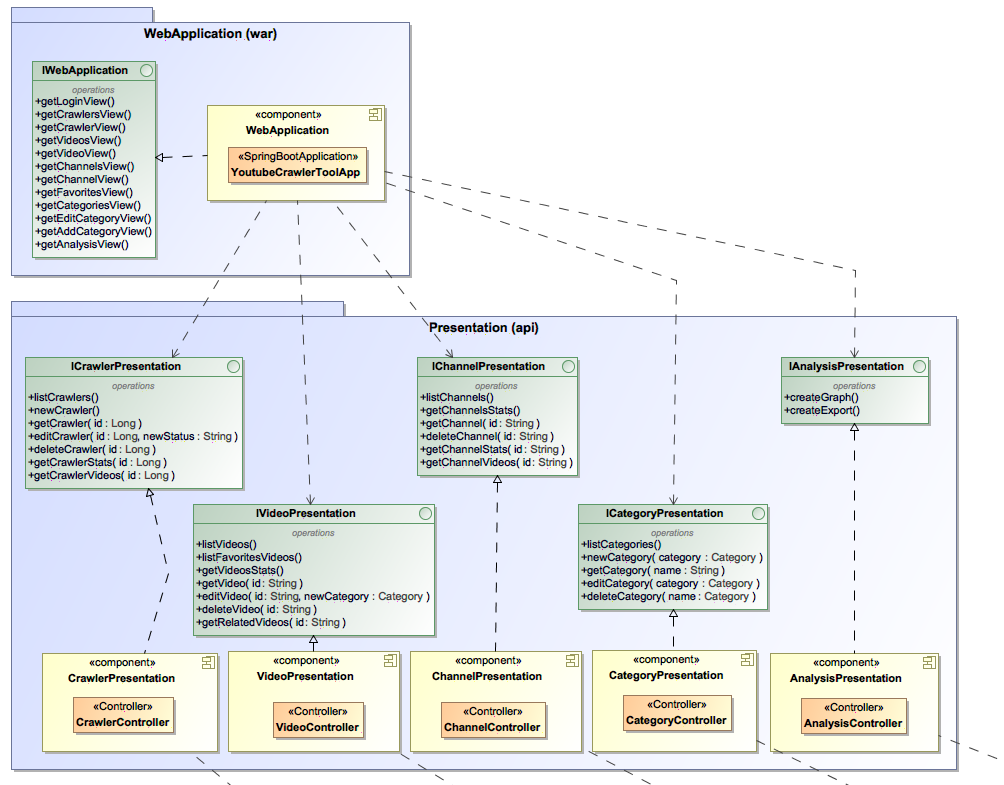 WebApplication (war)
IWebApplication
operations
+getLoginView()
+getCrawlersView()
+getCrawlerView()
+getVideosView()
+getVideoView()
+getChannelsView()
+getChannelView()
+getFavoritesView()
+getCategoriesView()
+getEditCategoryView()
+getAddCategoryView()
+getAnalysisView()
«component»
WebApplication
«SpringBootApplication»
YoutubeCrawlerToolApp
Presentation (api)
ICrawlerPresentation
operations
+listCrawlers()
+newCrawler()
+getCrawler( id : Long )
+editCrawler( id : Long, newStatus : String )
+deleteCrawler( id : Long )
+getCrawlerStats( id : Long )
+getCrawlerVideos( id : Long )
IChannelPresentation
operations
+listChannels()
+getChannelsStats()
+getChannel( id : String )
+deleteChannel( id : String )
+getChannelStats( id : String )
+getChannelVideos( id : String )
IAnalysisPresentation
operations
+createGraph()
+createExport()
IVideoPresentation
operations
+listVideos()
+listFavoritesVideos()
+getVideosStats()
+getVideo( id : String )
+editVideo( id : String, newCategory : Category )
+deleteVideo( id : String )
+getRelatedVideos( id : String )
ICategoryPresentation
operations
+listCategories()
+newCategory( category : Category )
+getCategory( name : String )
+editCategory( category : Category )
+deleteCategory( name : Category )
«component»
CrawlerPresentation
«Controller»
CrawlerController
«component»
VideoPresentation
«Controller»
VideoController
«component»
ChannelPresentation
«Controller»
ChannelController
«component»
CategoryPresentation
«Controller»
CategoryController
«component»
AnalysisPresentation
«Controller»
AnalysisController